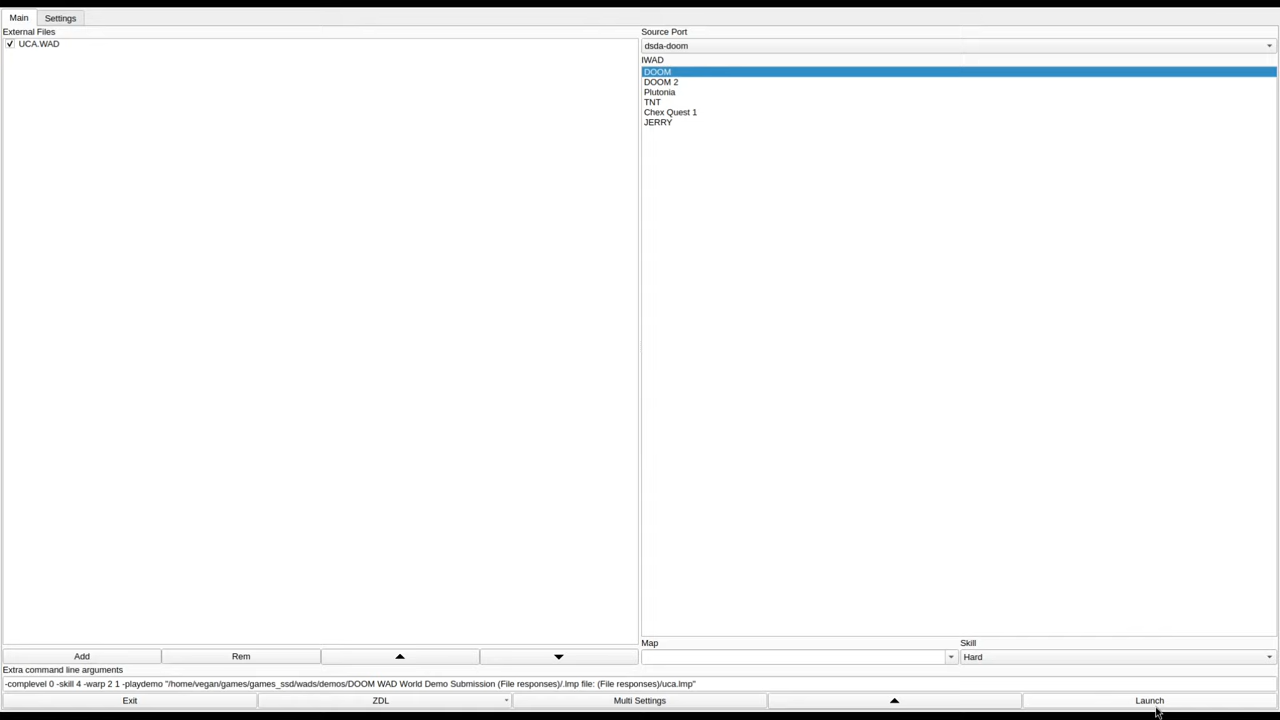 Main Settings
External Files
UCA.WAD
Source Port
dsda-doom
IWAD
DOOM
DOOM 2
Plutonia
TNT
Chex Quest 1
JERRY
Add Rem
Map Skill
Hard
Extra command line arguments
-complevel 0 -skill 4 -warp 2 1 -playdemo "/home/vegan/games/games_ssd/wads/demos/DOOM WAD World Demo Submission (File responses)/.lmp file: (File responses)/uca.lmp"
Exit ZDL Multi Settings Launch